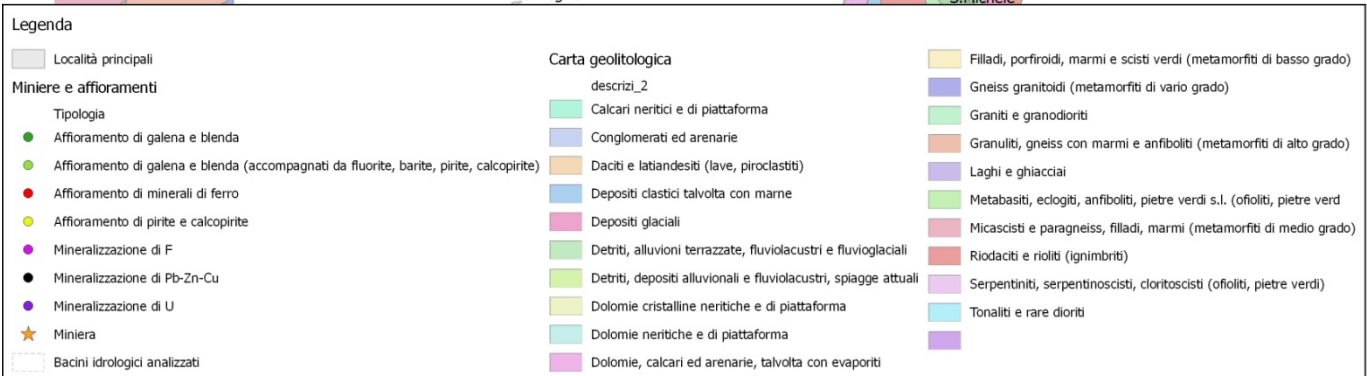 S.Michele
Legenda
Località principali
Miniere e affioramenti
Tipologia
Affioramento di galena e blenda
Affioramento di galena e blenda (accompagnati da fluorite, barite, pirite, calcopirite)
Affioramento di minerali di ferro
Affioramento di pirite e calcopirite
Mineralizzazione di F
Mineralizzazione di Pb-Zn-Cu
Mineralizzazione di U
Miniera
Bacini idrologici analizzati
Carta geolitologica
descrizi_2
Calcari neritici e di piattaforma
Conglomerati ed arenarie
Daciti e latiandesiti (lave, piroclastiti)
Depositi clastici talvolta con marne
Depositi glaciali
Detriti, alluvioni terrazzate, fluviolacustri e fluvioglaciali
Detriti, depositi alluvionali e fluviolacustri, spiagge attuali
Dolomie cristalline neritiche e di piattaforma
Dolomie neritiche e di piattaforma
Dolomie, calcari ed arenarie, talvolta con evaporiti
Filladi, porfiroidi, marmi e scisti verdi (metamorfiti di basso grado)
Gneiss granitoidi (metamorfiti di vario grado)
Graniti e granodioriti
Granuliti, gneiss con marmi e anfiboliti (metamorfiti di alto grado)
Laghi e ghiacciai
Metabasiti, eclogiti, anfiboliti, pietre verdi s.l. (ofioliti, pietre verd
Micascisti e paragneiss, filladi, marmi (metamorfiti di medio grado)
Riodaciti e rioliti (ignimbriti)
Serpentiniti, serpentinoscisti, cloritoscisti (ofioliti, pietre verdi)
Tonaliti e rare dioriti